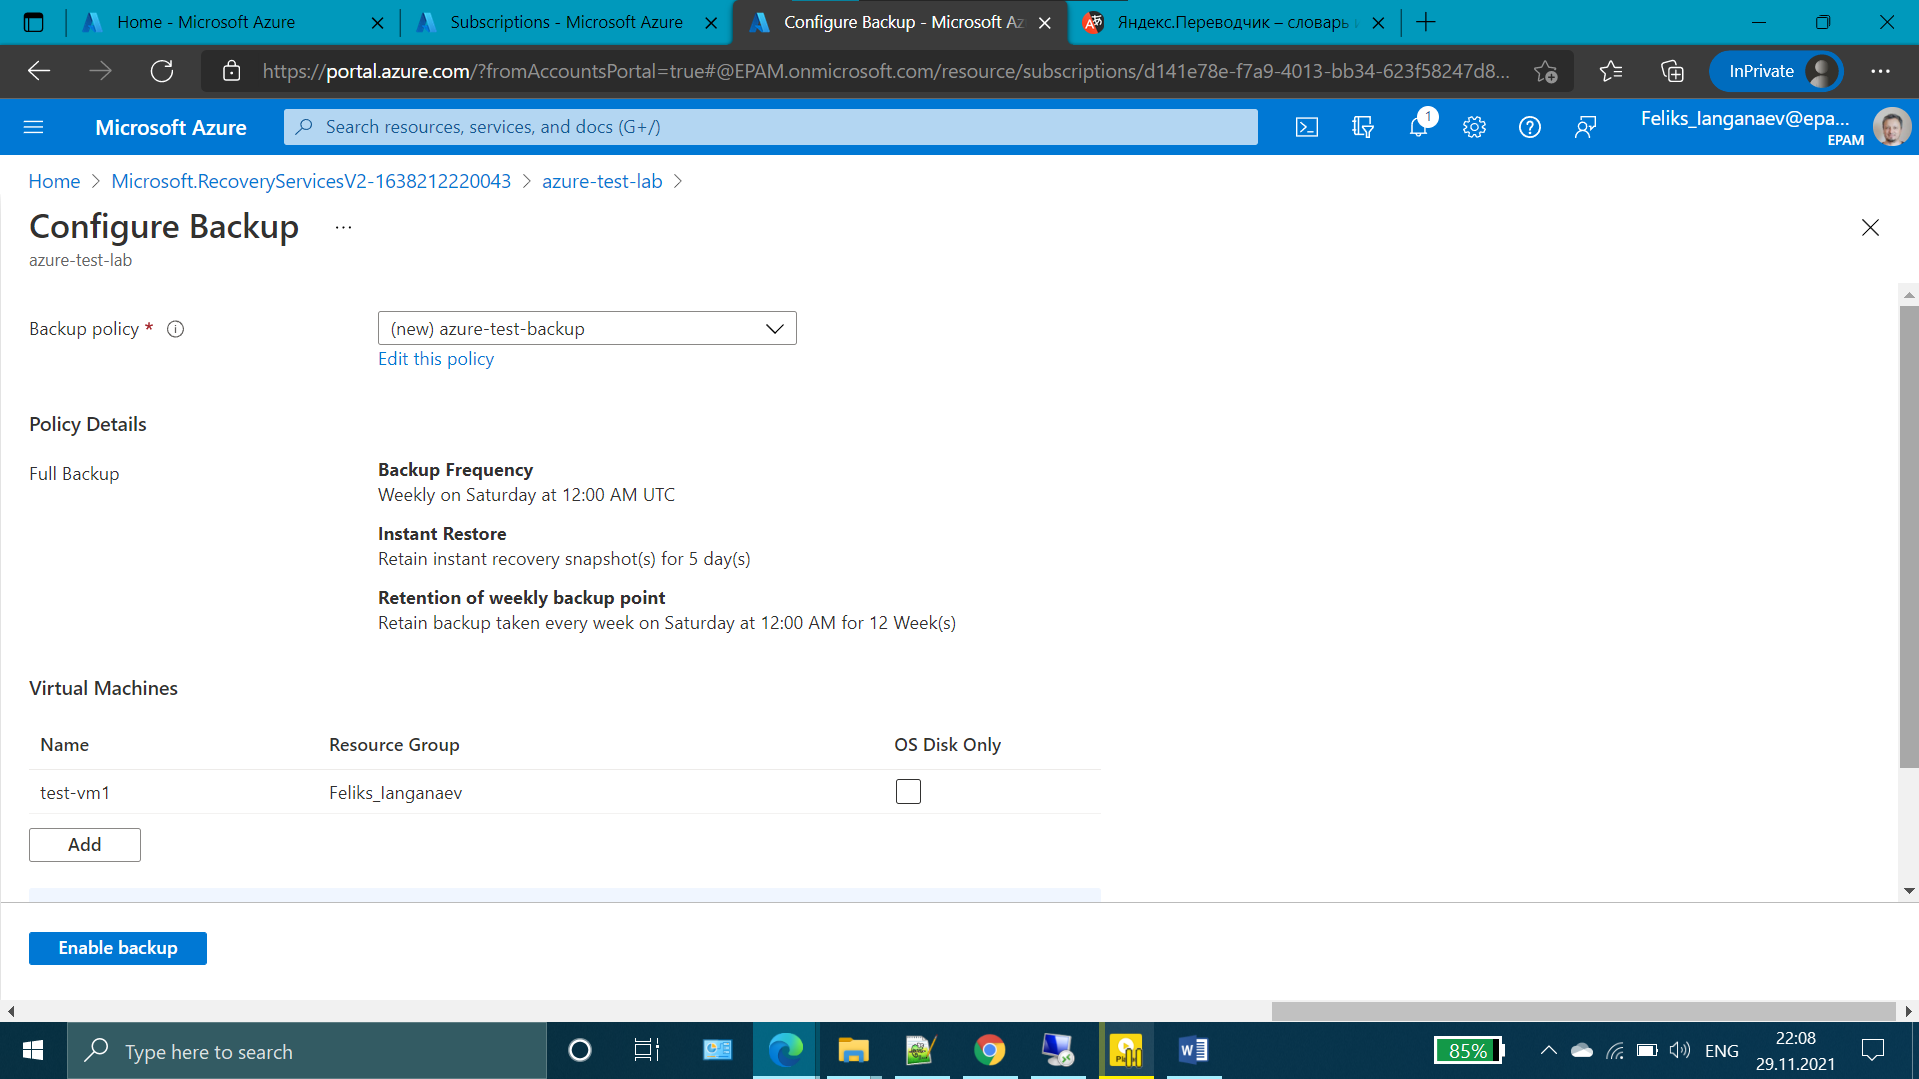 Home - Microsoft Azure
Subscriptions - Microsoft Azure
Configure Backup - Microsoft Az
Яндекс.Переводчик – словарь
https://portal.azure.com/?fromAccountsPortal=true#@EPAM.onmicrosoft.com/resource/subscriptions/d141e78e-f7a9-4013-bb34-623f58247d8...
InPrivate
Microsoft Azure
Search resources, services, and docs (G+/)
1
Feliks_Ianganaev@epa...
EPAM
Home > Microsoft.RecoveryServicesV2-1638212220043 > azure-test-lab >
Configure Backup ...
azure-test-lab
Backup policy *
(new) azure-test-backup
Edit this policy
Policy Details
Full Backup
Backup Frequency
Weekly on Saturday at 12:00 AM UTC
Instant Restore
Retain instant recovery snapshot(s) for 5 day(s)
Retention of weekly backup point
Retain backup taken every week on Saturday at 12:00 AM for 12 Week(s)
Virtual Machines
Name Resource Group OS Disk Only
test-vm1 Feliks_Ianganaev
Add
Enable backup
Type here to search
85%
ENG
22:08
29.11.2021